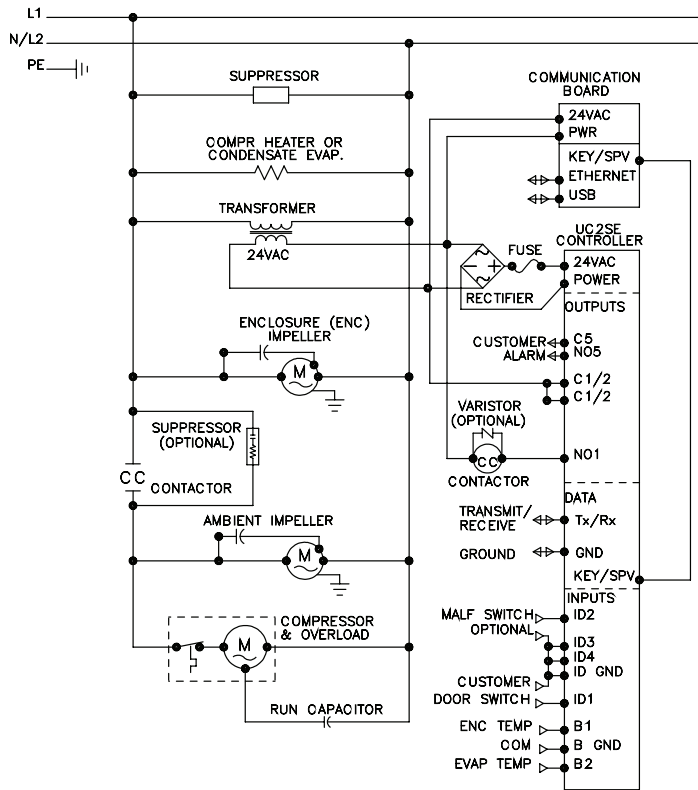 L1
N/L2
PE
SUPPRESSOR
COMPR HEATER OR
CONDENSATE EVAP.
TRANSFORMER
24VAC
ENCLOSURE (ENC)
IMPELLER
M
SUPPRESSOR
(OPTIONAL)
CC
CONTACTOR
AMBIENT IMPELLER
M
COMPRESSOR
& OVERLOAD
M
RUN CAPACITOR
COMMUNICATION
BOARD
24VAC
PWR
KEY/SPV
ETHERNET
USB
UC2SE
CONTROLLER
FUSE
24VAC
POWER
RECTIFIER
OUTPUTS
CUSTOMER C5
ALARM NO5
C1/2
C1/2
VARISTOR
(OPTIONAL)
CC
NO1
CONTACTOR
DATA
TRANSMIT/
RECEIVE
Tx/Rx
GROUND GND
KEY/SPV
INPUTS
MALF SWITCH ID2
OPTIONAL
ID3
ID4
ID GND
CUSTOMER
DOOR SWITCH ID1
ENC TEMP B1
COM B GND
EVAP TEMP B2